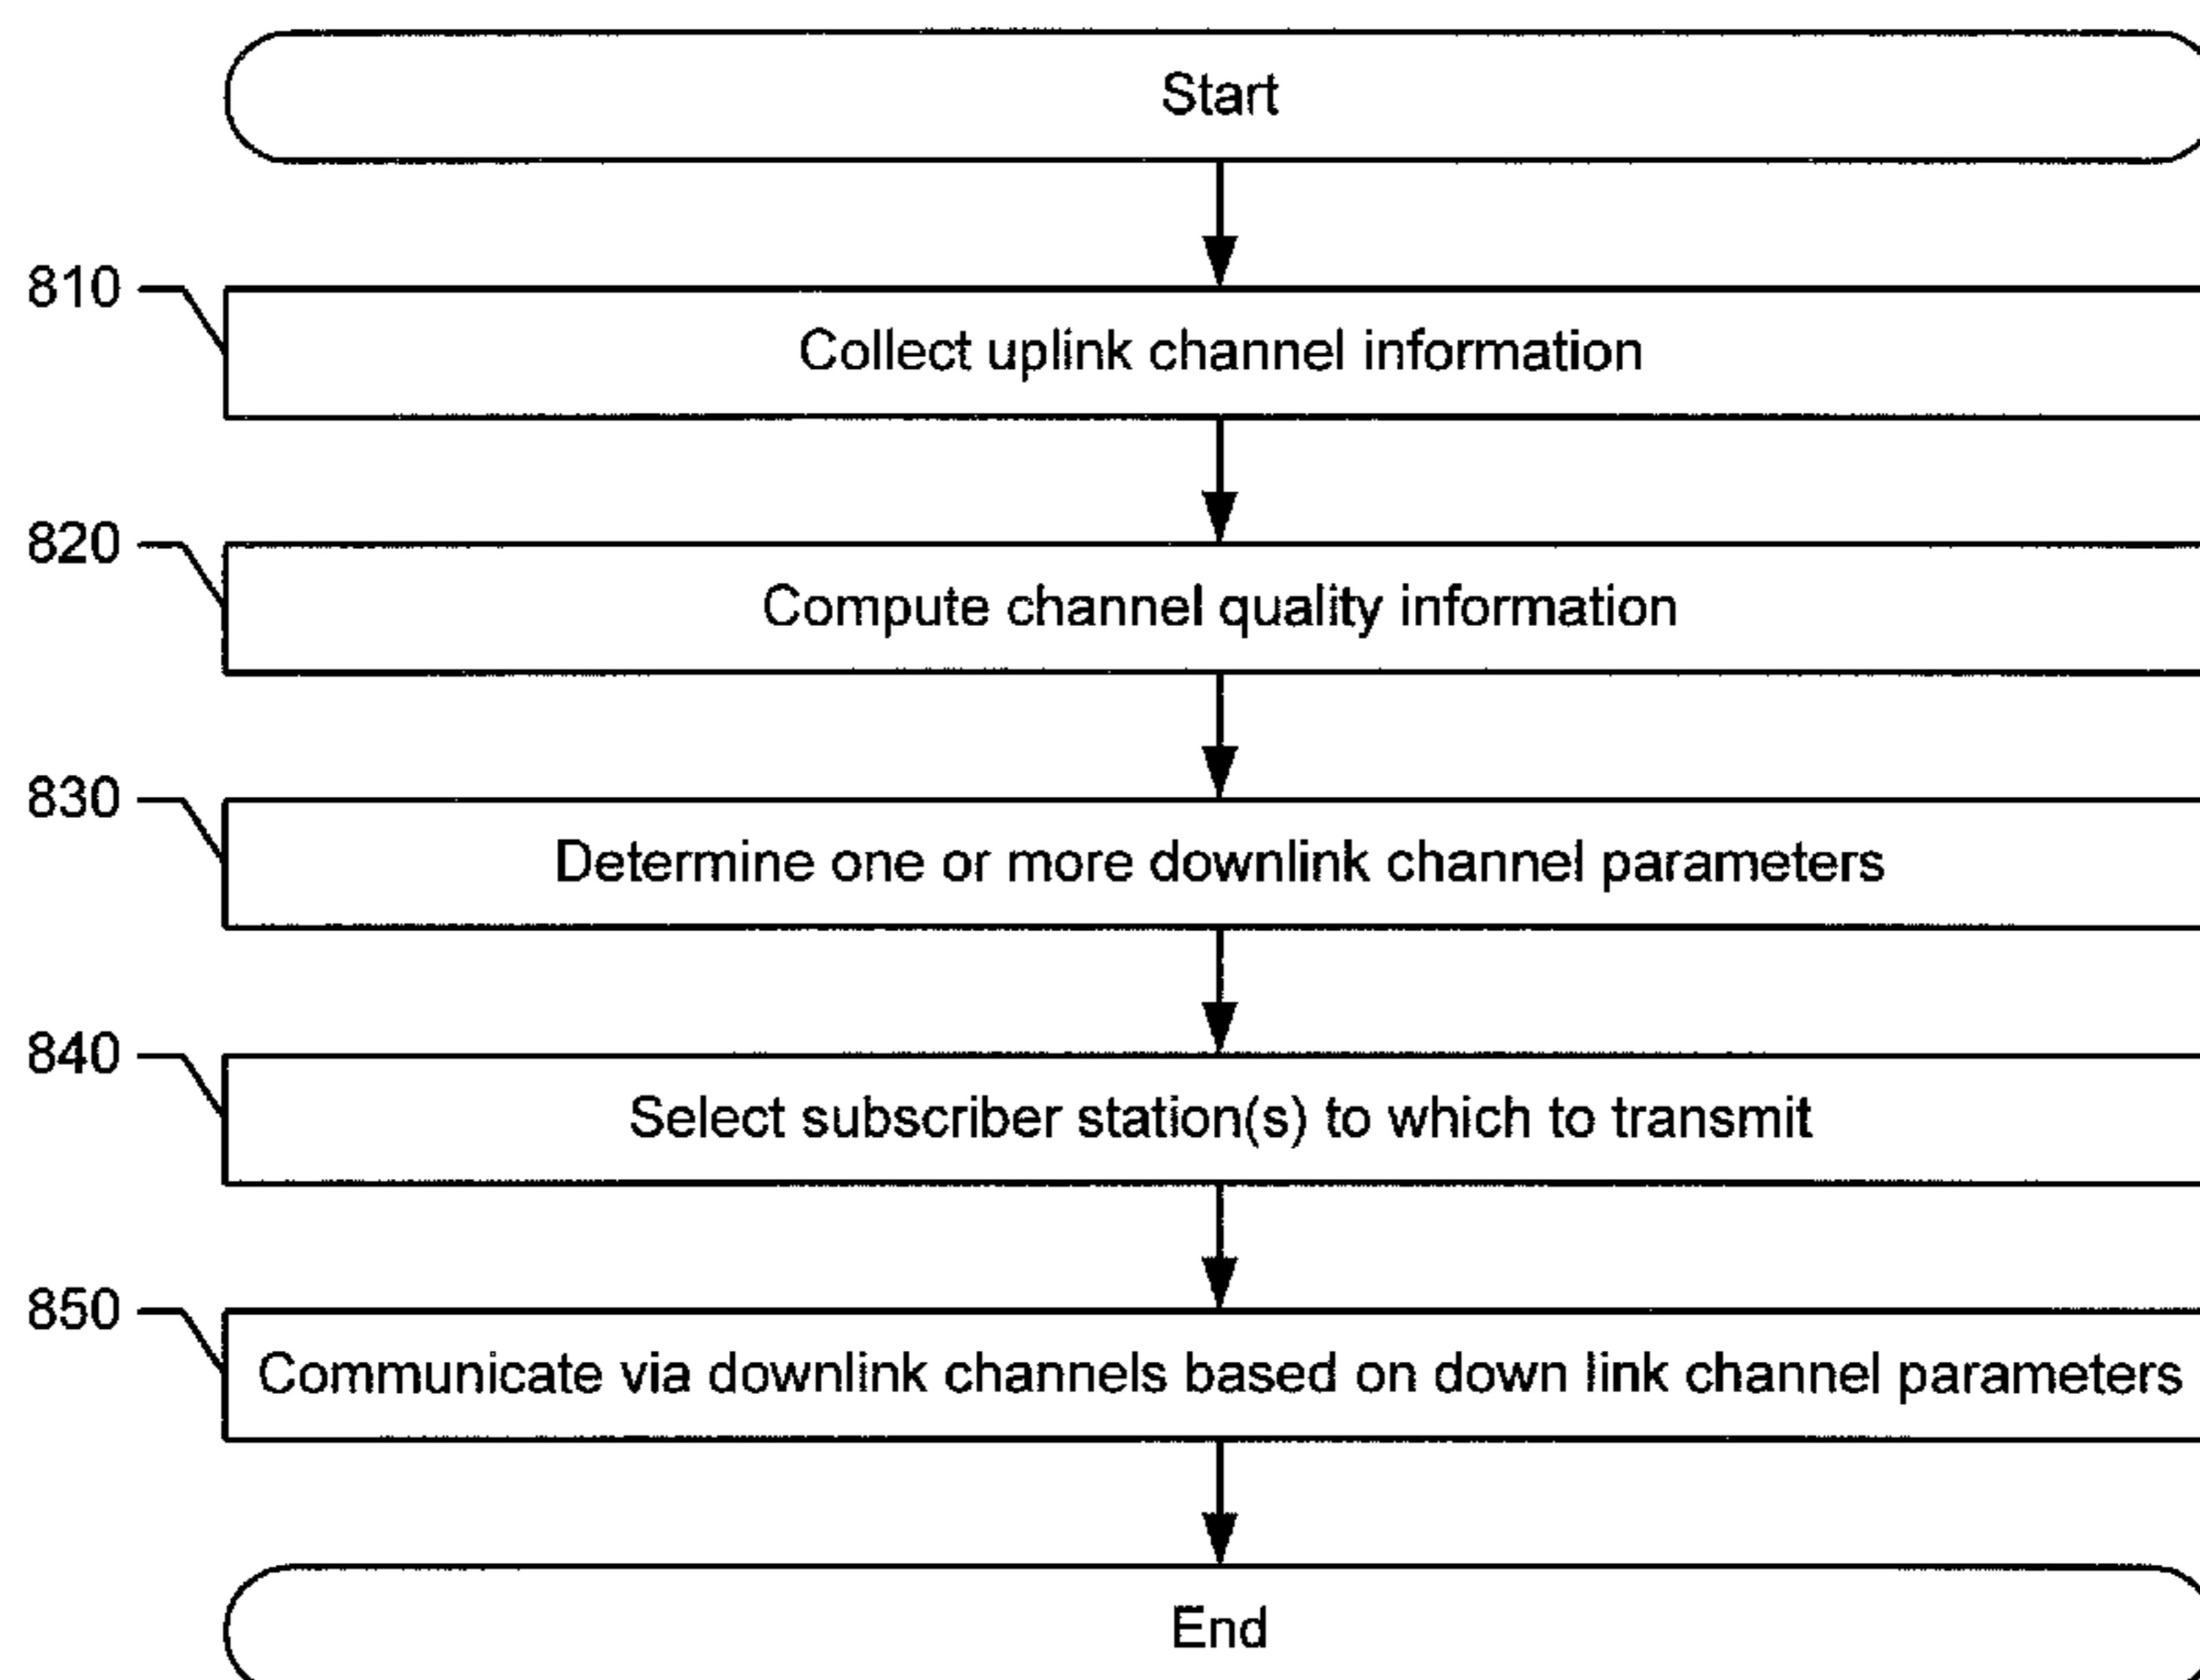 Start
810
Collect uplink channel information
820
Compute channel quality information
830
Determine one or more downlink channel parameters
840
Select subscriber station(s) to which to transmit
850
Communicate via downlink channels based on down link channel parameters
End